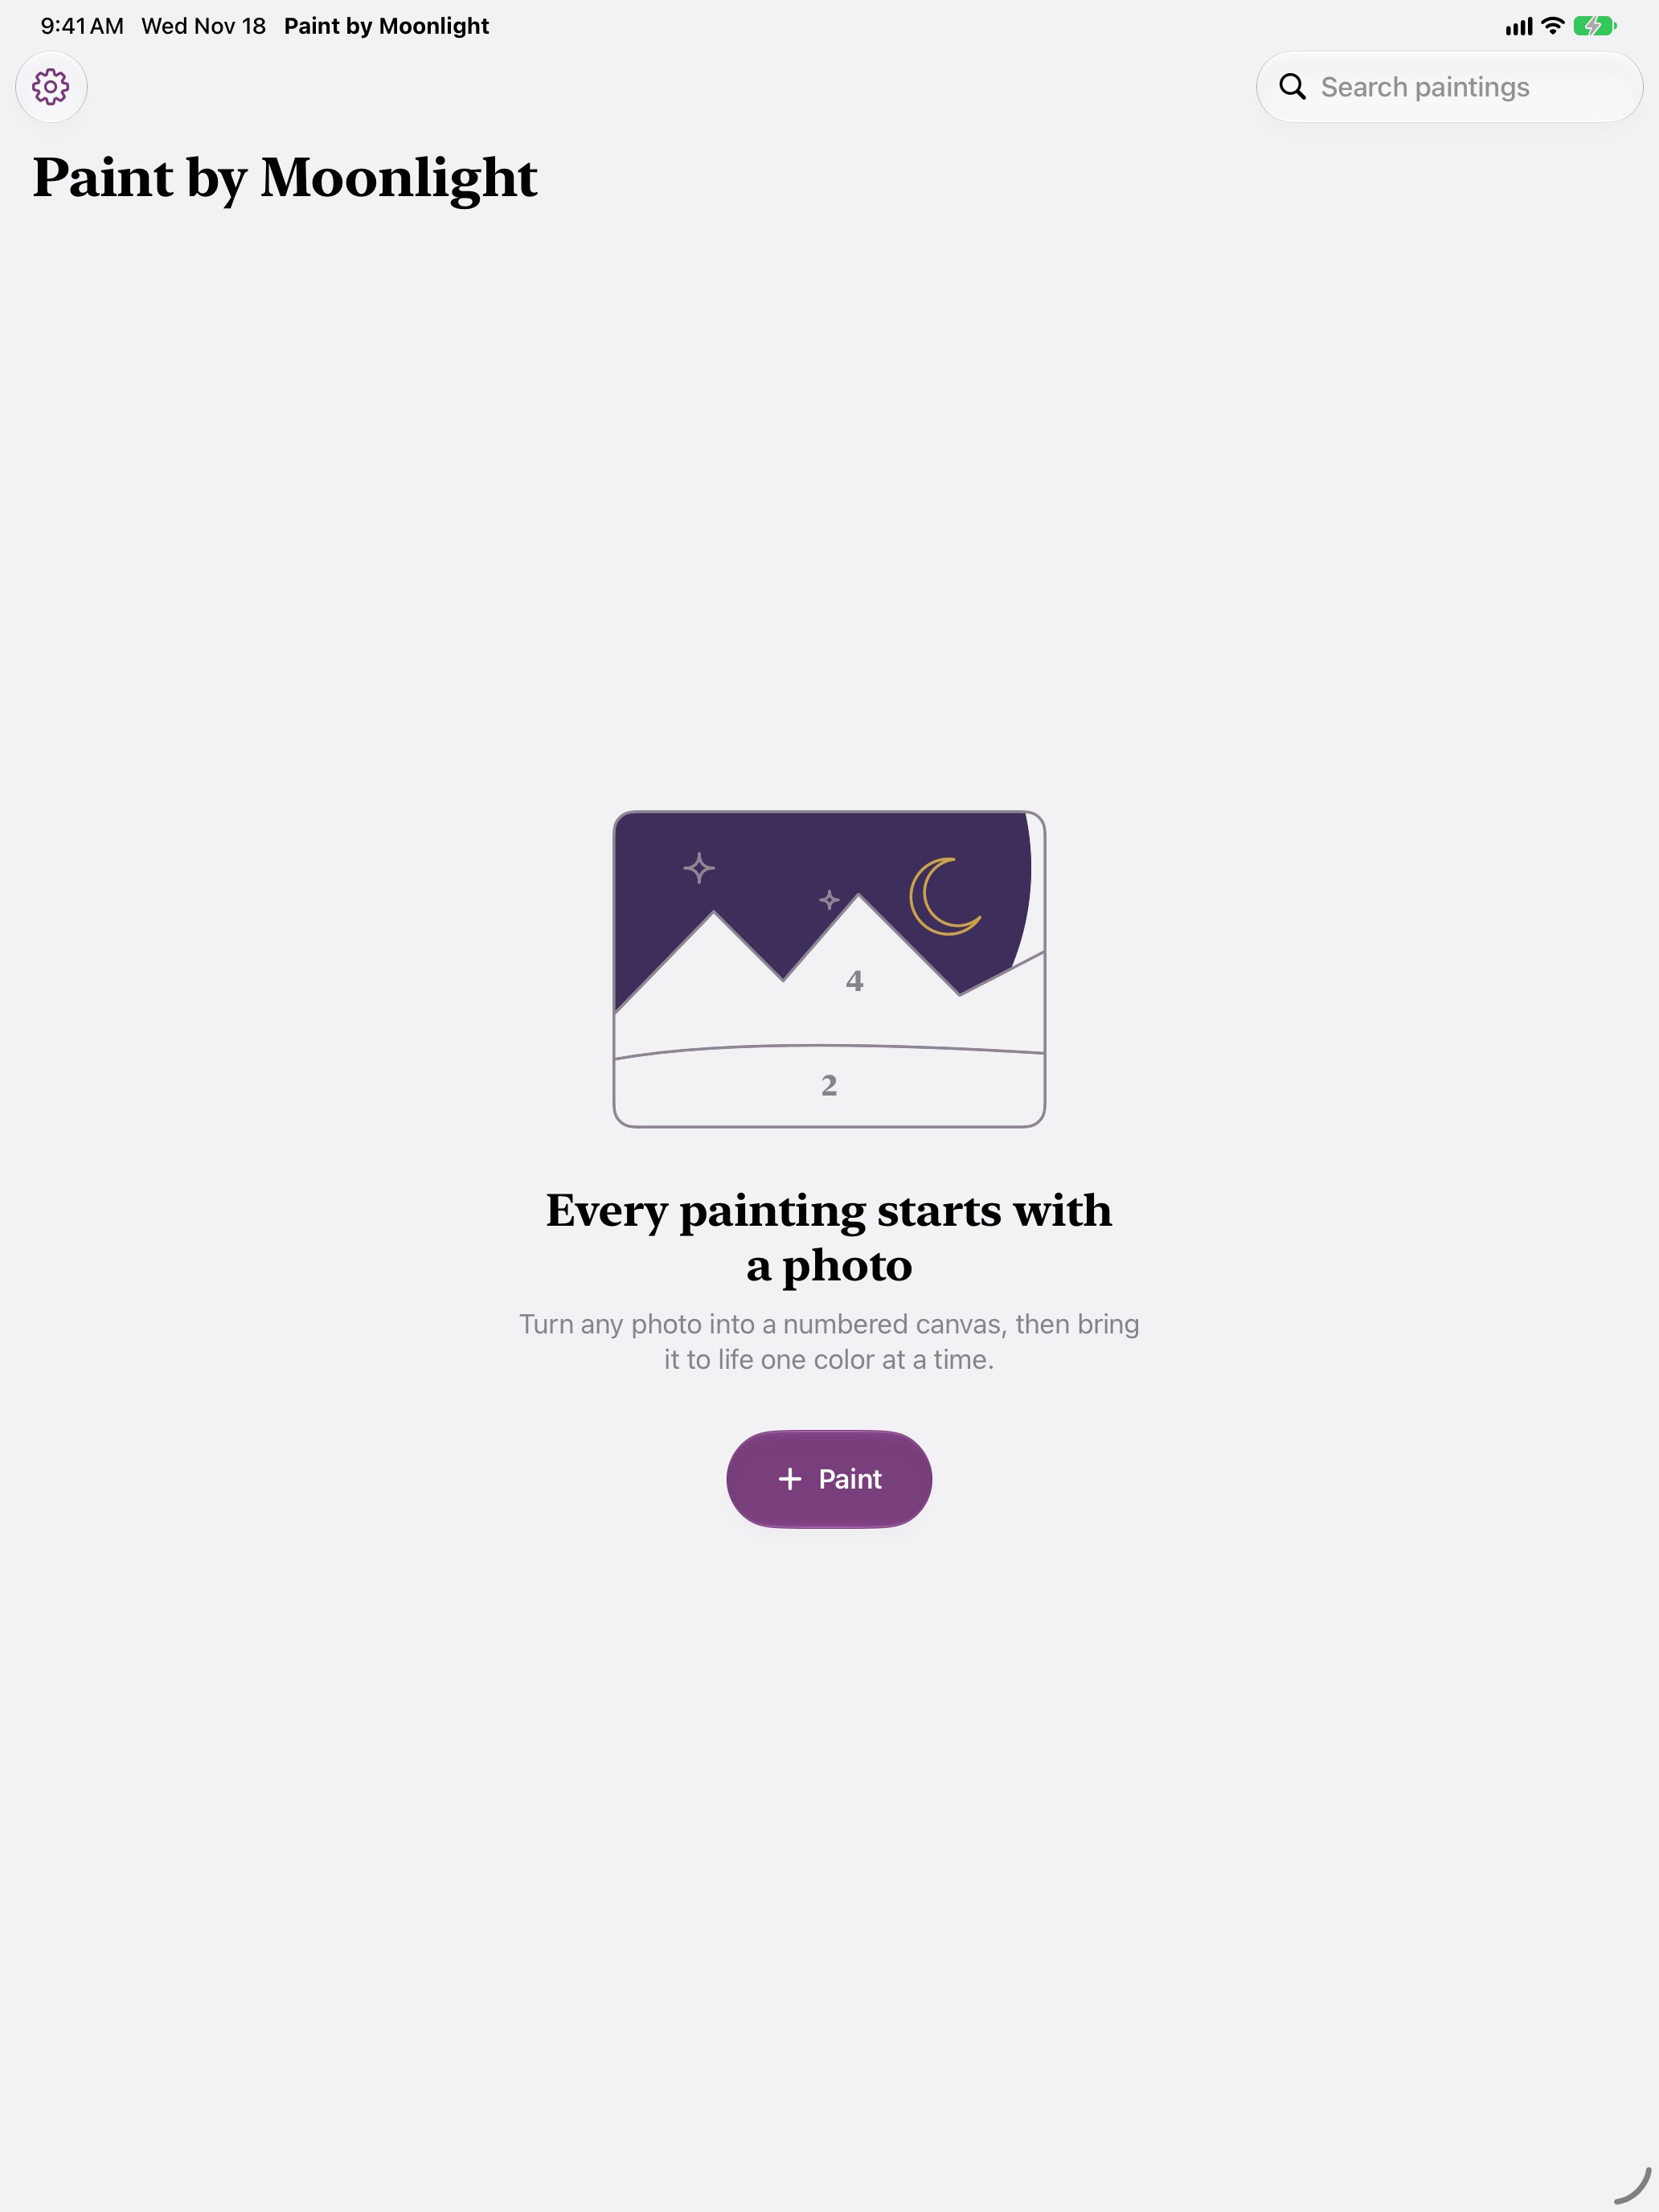 9:41 AM Wed Nov 18 Paint by Moonlight
Search paintings
Paint by Moonlight
4
2
Every painting starts with
a photo
Turn any photo into a numbered canvas, then bring
it to life one color at a time.
+ Paint